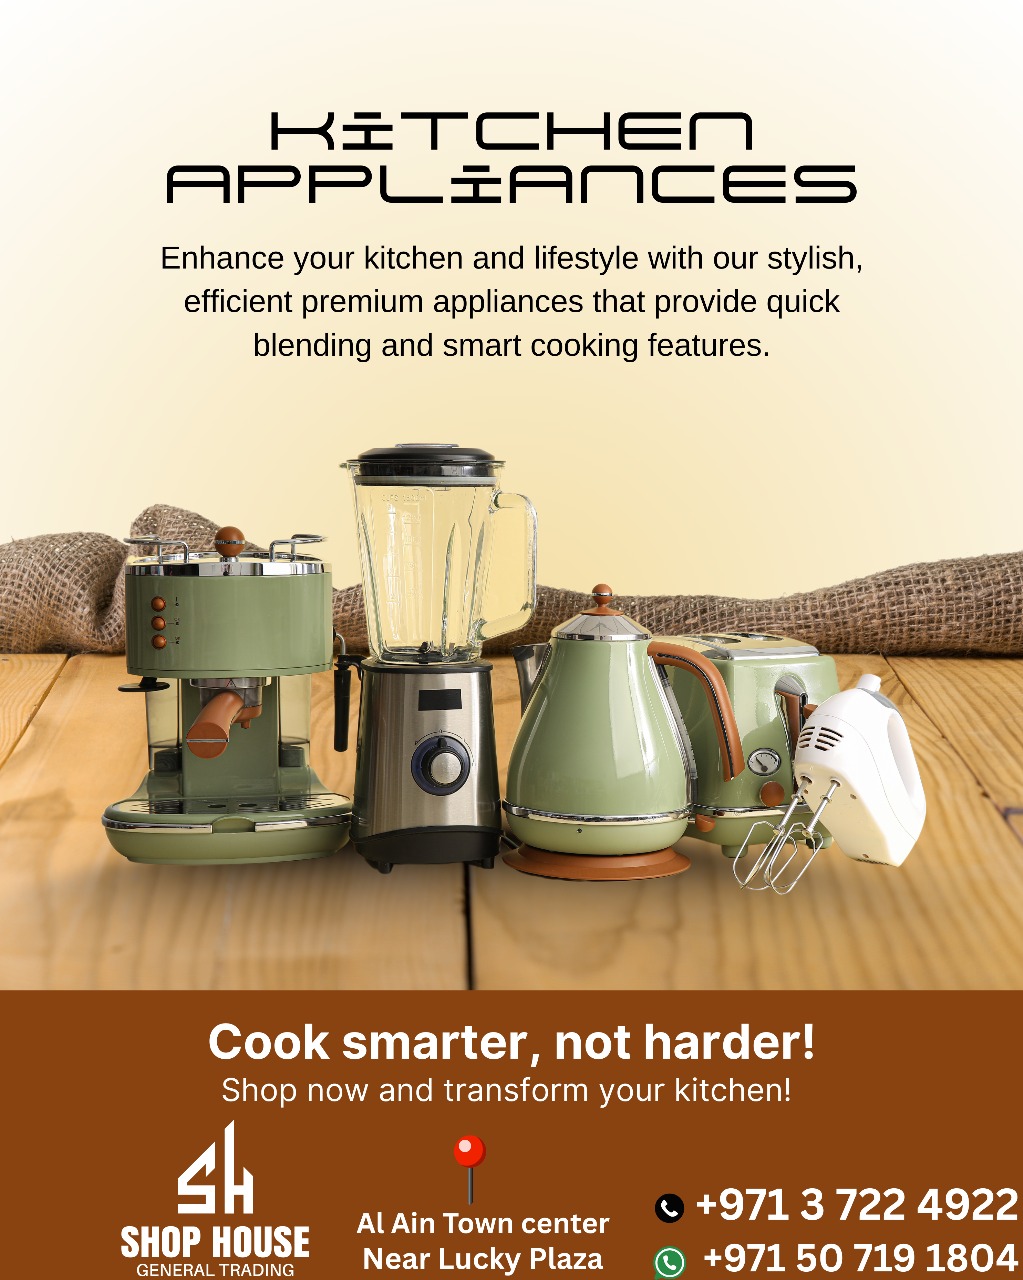 KITCHEN
APPLIANCES
Enhance your kitchen and lifestyle with our stylish,
efficient premium appliances that provide quick
blending and smart cooking features.
Cook smarter, not harder!
Shop now and transform your kitchen!
Sh
SHOP HOUSE
GENERAL TRADING
Al Ain Town center
Near Lucky Plaza
+971 3 722 4922
+971 50 719 1804